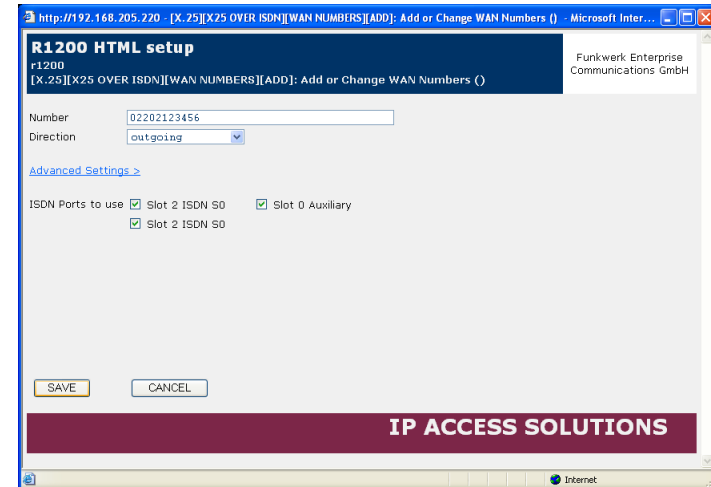 http://192.168.205.220 - [X.25][X25 OVER ISDN][WAN NUMBERS][ADD]: Add or Change WAN Numbers () - Microsoft Inter...
R1200 HTML setup
r1200
[X.25][X25 OVER ISDN][WAN NUMBERS][ADD]: Add or Change WAN Numbers ()
Funkwerk Enterprise
Communications GmbH
Number 02202123456
Direction outgoing
Advanced Settings >
ISDN Ports to use Slot 2 ISDN S0 Slot 0 Auxiliary
Slot 2 ISDN S0
SAVE CANCEL
IP ACCESS SOLUTIONS
Internet